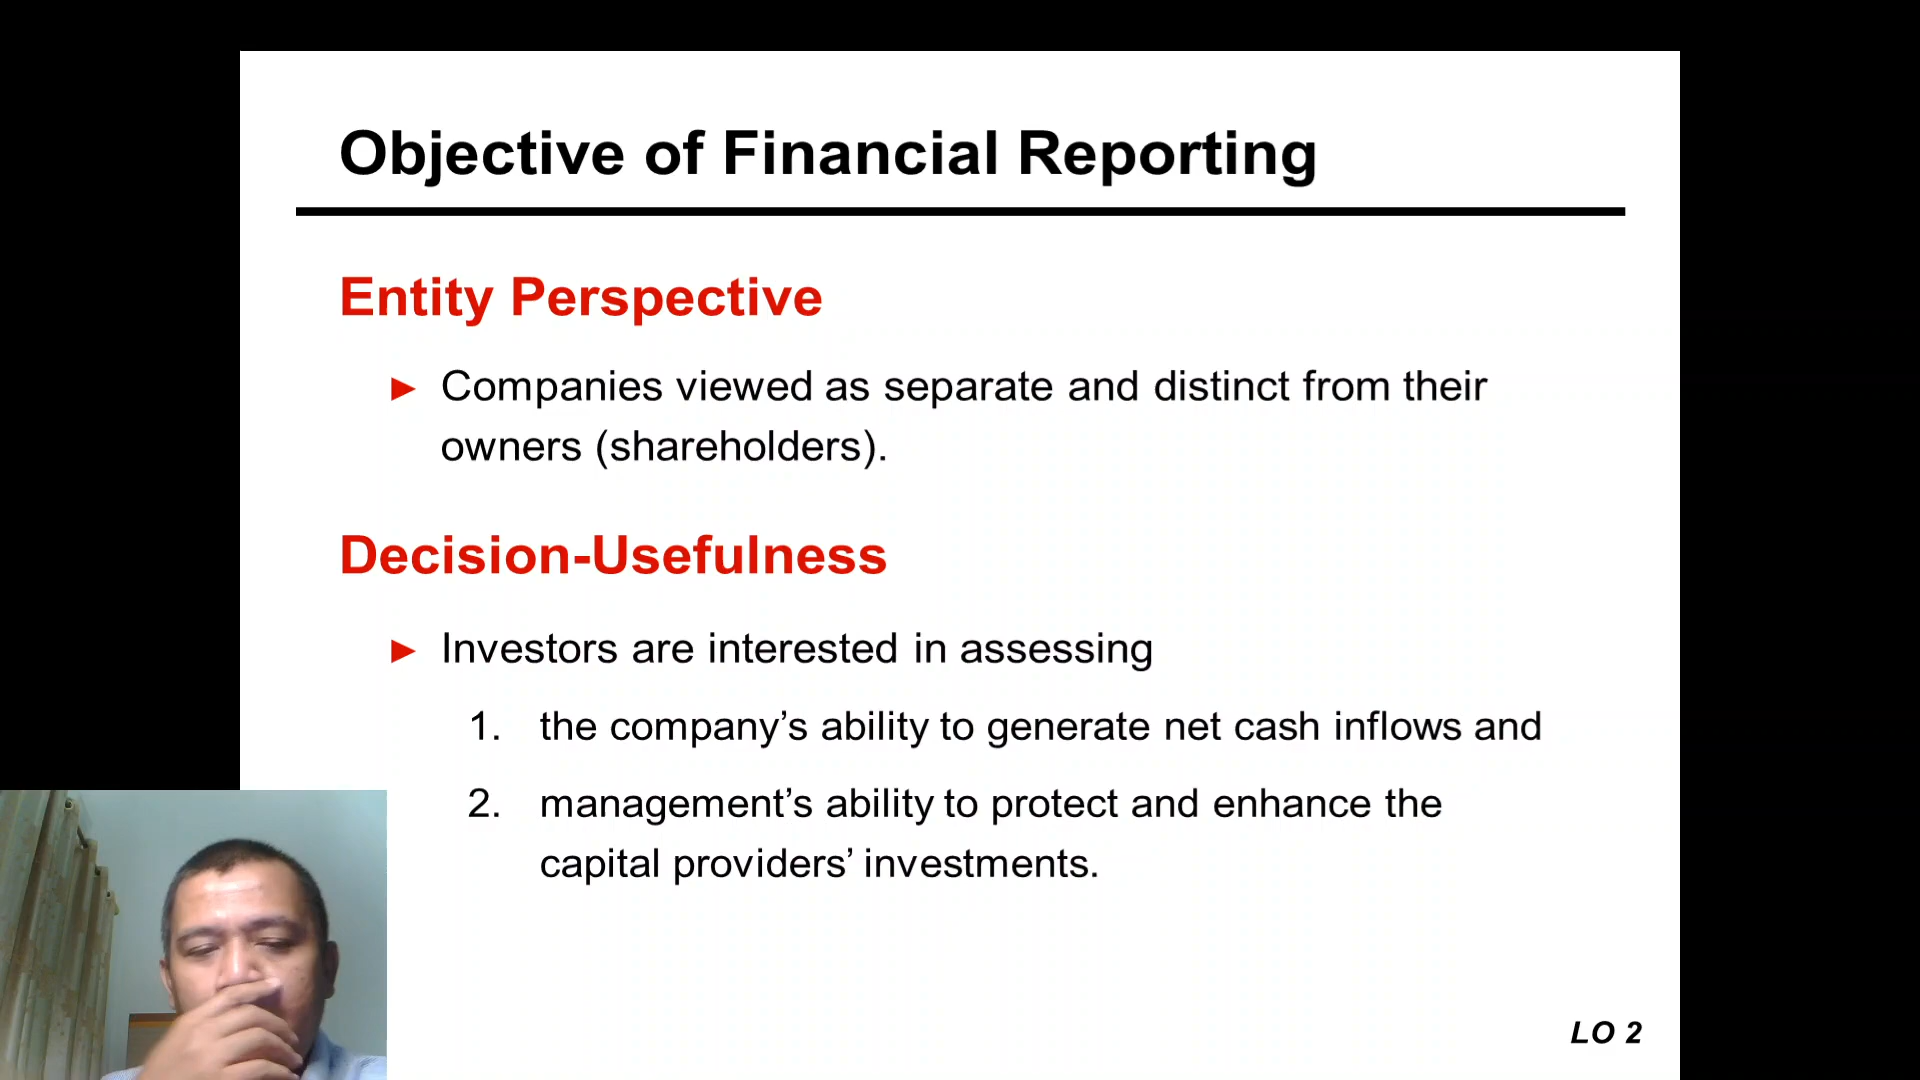 Objective of Financial Reporting
Entity Perspective
► Companies viewed as separate and distinct from their
owners (shareholders).
Decision-Usefulness
► Investors are interested in assessing
1. the company’s ability to generate net cash inflows and
2. management’s ability to protect and enhance the
capital providers’ investments.
LO 2